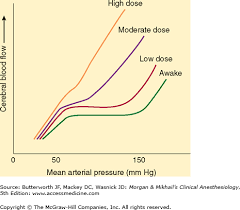 High dose
Moderate dose
Low dose
Awake
Cerebral blood flow
0
50
100
150
Mean arterial pressure (mm Hg)
Source: Butterworth JF, Mackey DC, Wasnick JD: Morgan & Mikhail's Clinical Anesthesiology,
5th Edition: www.accessmedicine.com
Copyright © The McGraw-Hill Companies, Inc. All rights reserved.